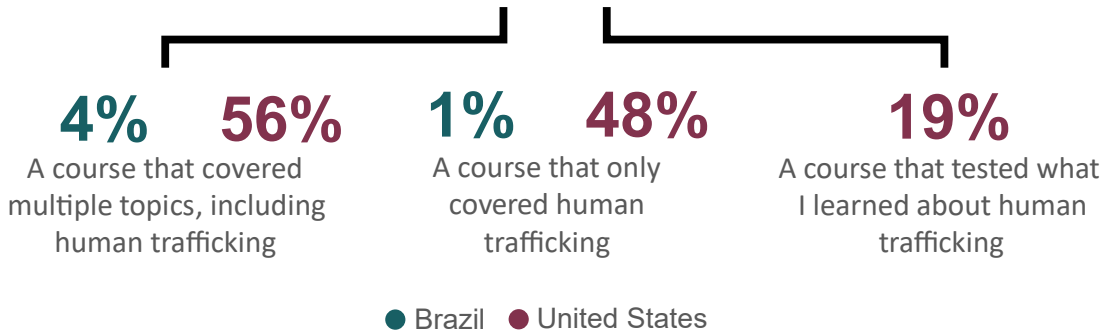 4% 56%
A course that covered
multiple topics, including
human trafficking
1% 48%
A course that only
covered human
trafficking
19%
A course that tested what
I learned about human
trafficking
Brazil United States